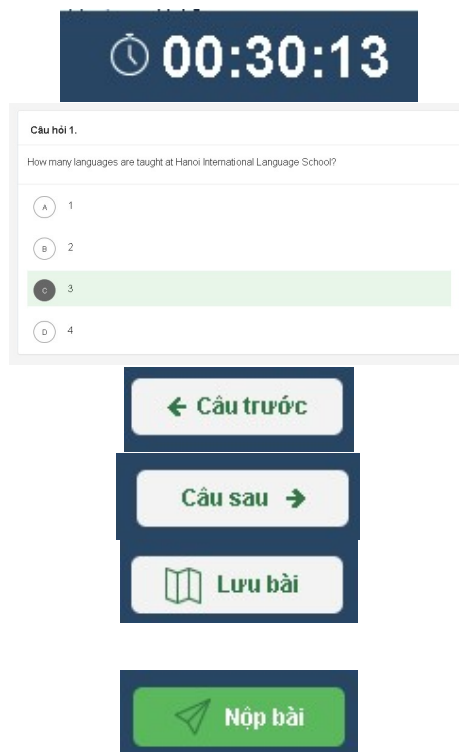 00:30:13
Câu hỏi 1.
How many languages are taught at Hanoi International Language School?
A 1
B 2
C 3
D 4
← Câu trước
Câu sau →
Lưu bài
Nộp bài